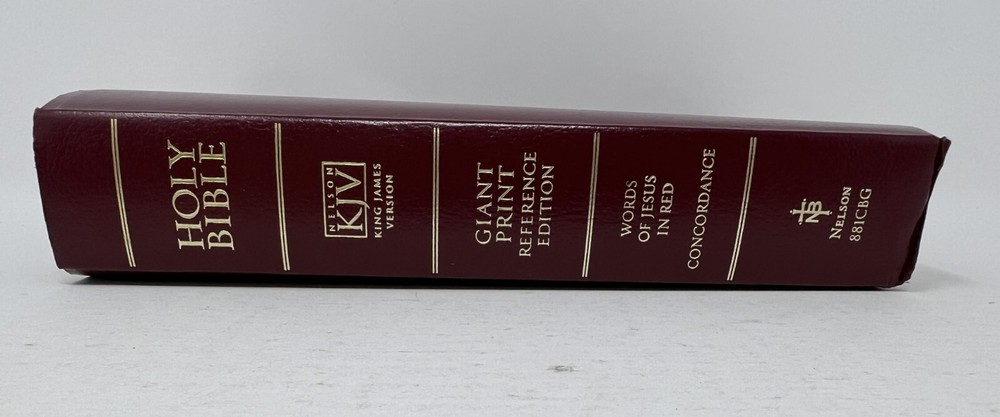 HOLY
BIBLE
NELSON
KJV
KING JAMES
VERSION
GIANT
PRINT
REFERENCE
EDITION
WORDS
OF JESUS
IN RED
CONCORDANCE
NB
NELSON
881CBG